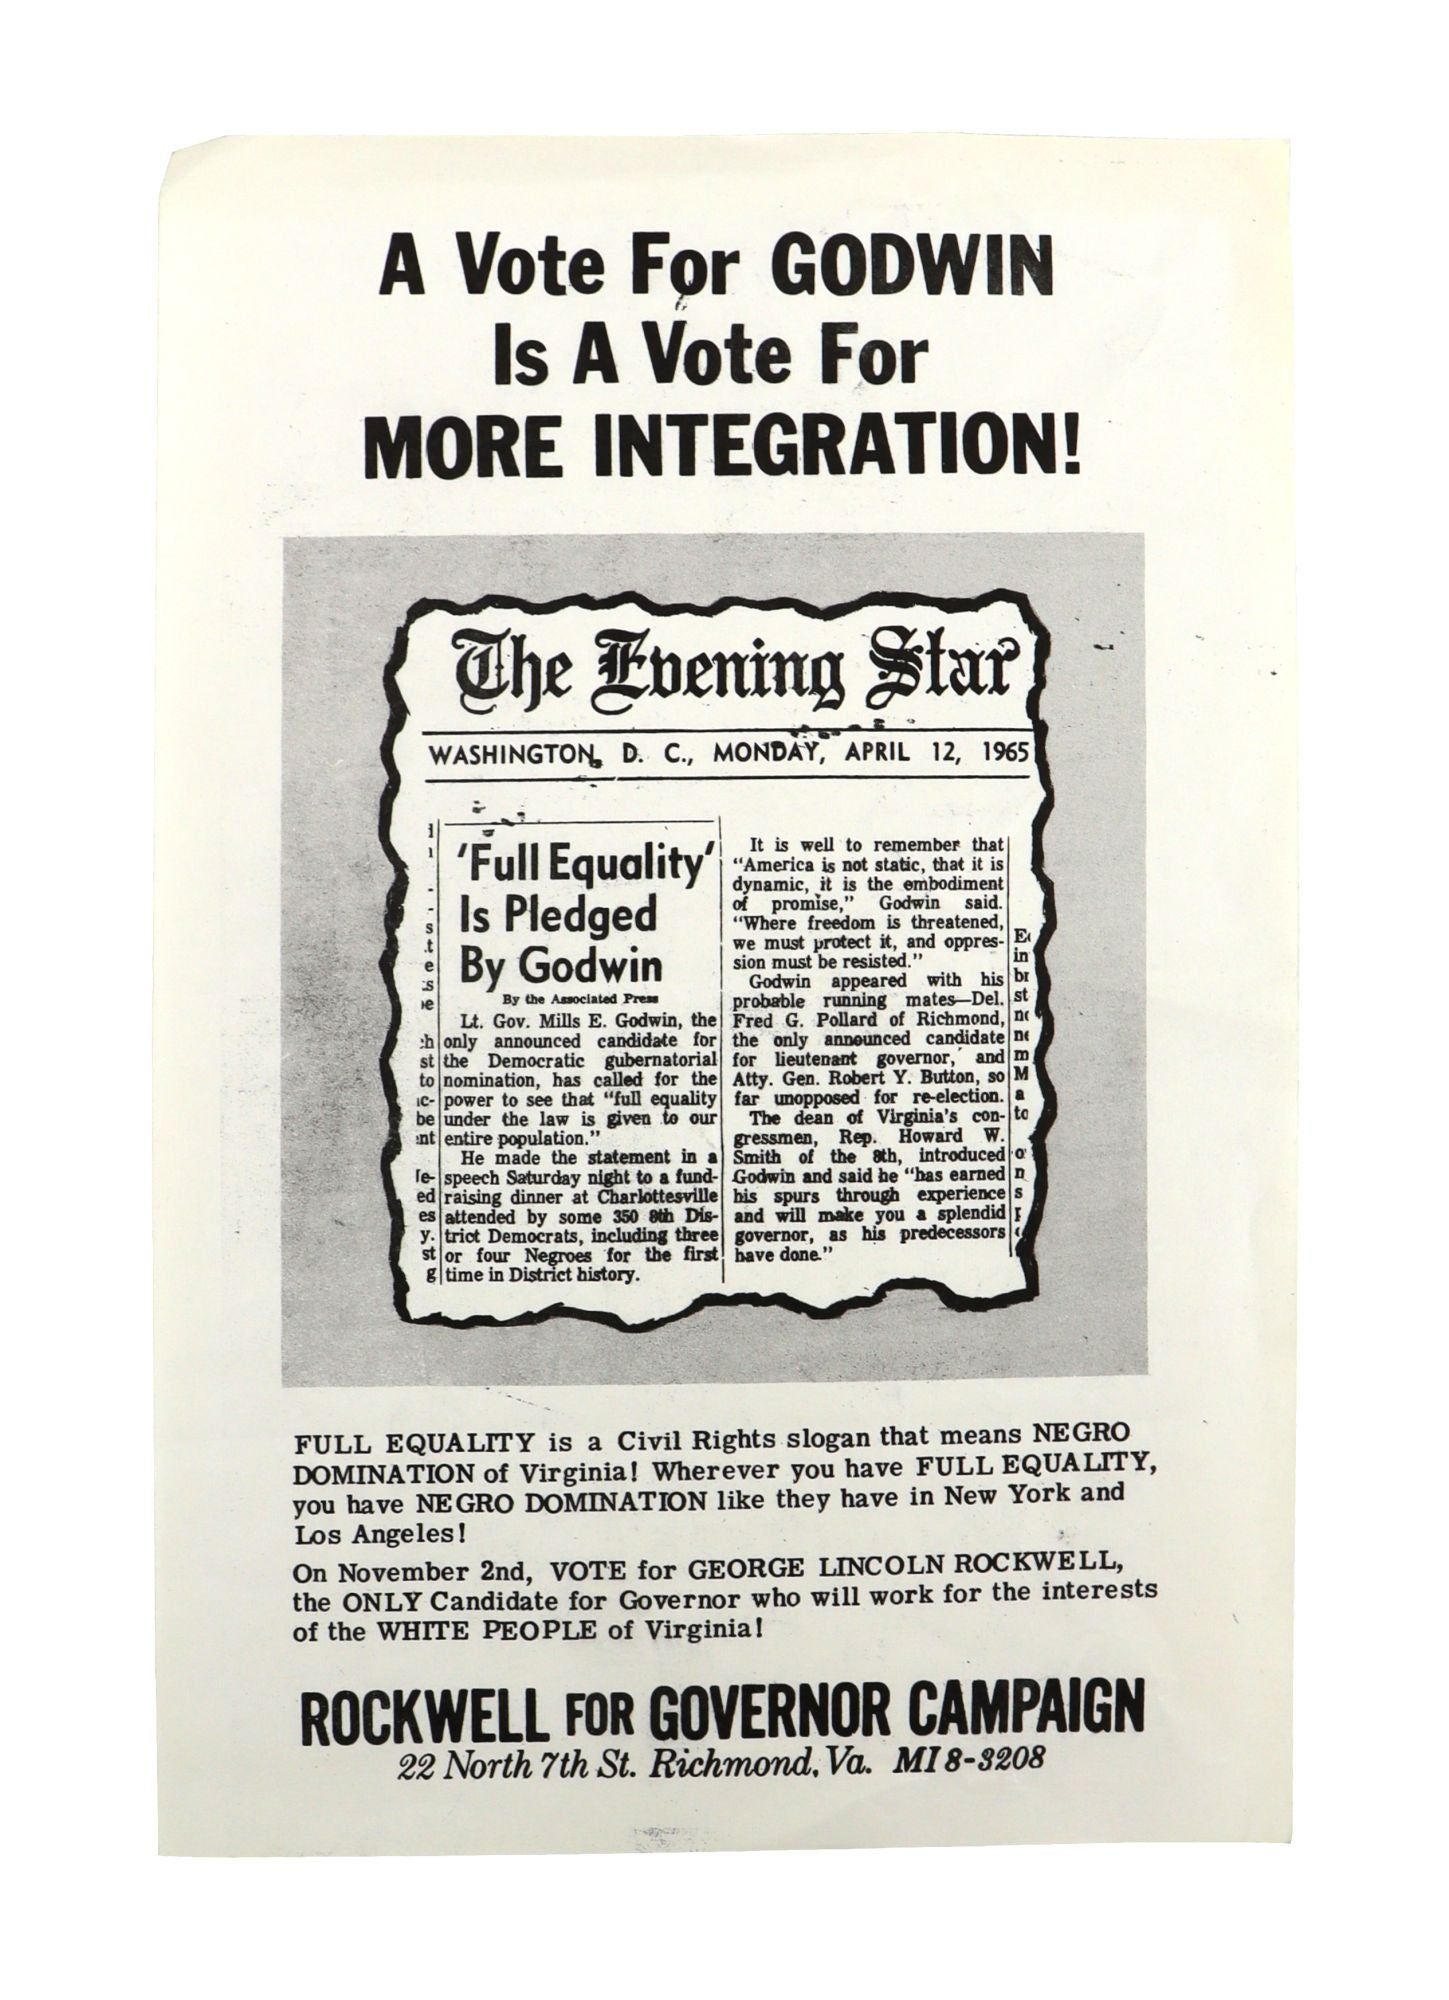 A Vote For GODWIN
Is A Vote For
MORE INTEGRATION!
The Evening Star
WASHINGTON, D. C., MONDAY, APRIL 12, 1965
'Full Equality'
Is Pledged
By Godwin
By the Associated Press
Lt. Gov. Mills E. Godwin, the
only announced candidate for
the Democratic gubernatorial
nomination, has called for the
power to see that "full equality
under the law is given to our
entire population."
He made the statement in a
speech Saturday night to a fund-
raising dinner at Charlottesville
attended by some 350 8th Dis-
trict Democrats, including three
or four Negroes for the first
time in District history.
It is well to remember that
"America is not static, that it is
dynamic, it is the embodiment
of promise," Godwin said.
"Where freedom is threatened,
we must protect it, and oppres-
sion must be resisted."
Godwin appeared with his
probable running mates—Del.
Fred G. Pollard of Richmond,
the only announced candidate
for lieutenant governor, and
Atty. Gen. Robert Y. Button, so
far unopposed for re-election.
The dean of Virginia's con-
gressmen, Rep. Howard W.
Smith of the 8th, introduced
Godwin and said he "has earned
his spurs through experience
and will make you a splendid
governor, as his predecessors
have done."
FULL EQUALITY is a Civil Rights slogan that means NEGRO
DOMINATION of Virginia! Wherever you have FULL EQUALITY,
you have NEGRO DOMINATION like they have in New York and
Los Angeles!
On November 2nd, VOTE for GEORGE LINCOLN ROCKWELL,
the ONLY Candidate for Governor who will work for the interests
of the WHITE PEOPLE of Virginia!
ROCKWELL FOR GOVERNOR CAMPAIGN
22 North 7th St. Richmond, Va. MI 8-3208